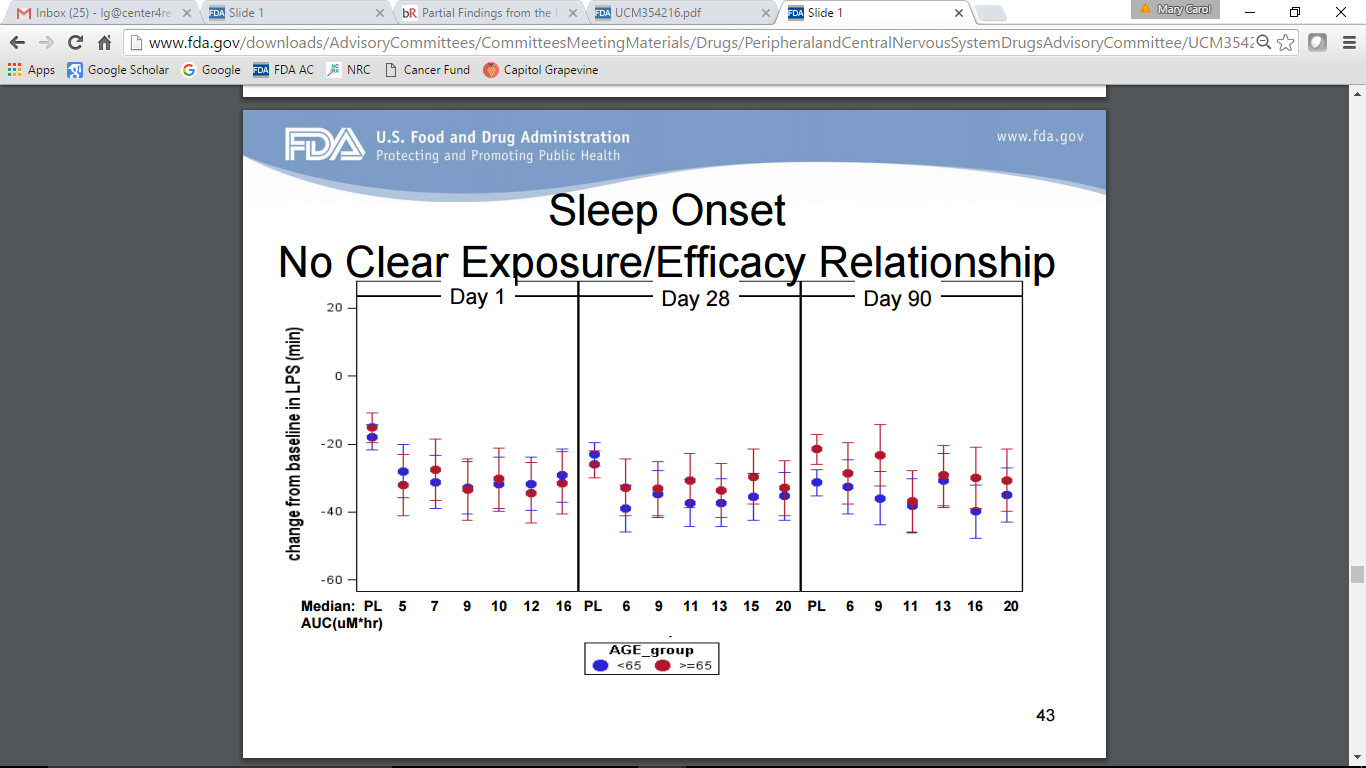 Inbox (25) - lg@center4re
Slide 1
bR Partial Findings from the
UCM354216.pdf
Slide 1
Mary Carol
www.fda.gov/downloads/AdvisoryCommittees/CommitteesMeetingMaterials/Drugs/PeripheralandCentralNervousSystemDrugsAdvisoryCommittee/UCM3542
Apps Google Scholar Google FDA AC NRC Cancer Fund Capitol Grapevine
FDA U.S. Food and Drug Administration
Protecting and Promoting Public Health
www.fda.gov
Sleep Onset
No Clear Exposure/Efficacy Relationship
Day 1 Day 28 Day 90
change from baseline in LPS (min)
20
0
-20
-40
-60
Median: PL 5 7 9 10 12 16 PL 6 9 11 13 15 20 PL 6 9 11 13 16 20
AUC(uM*hr)
AGE_group
<65 >=65
43